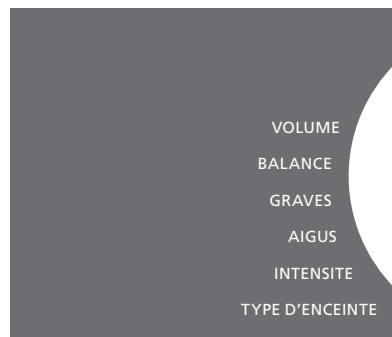 VOLUME
BALANCE
GRAVES
AIGUS
INTENSITE
TYPE D’ENCEINTE